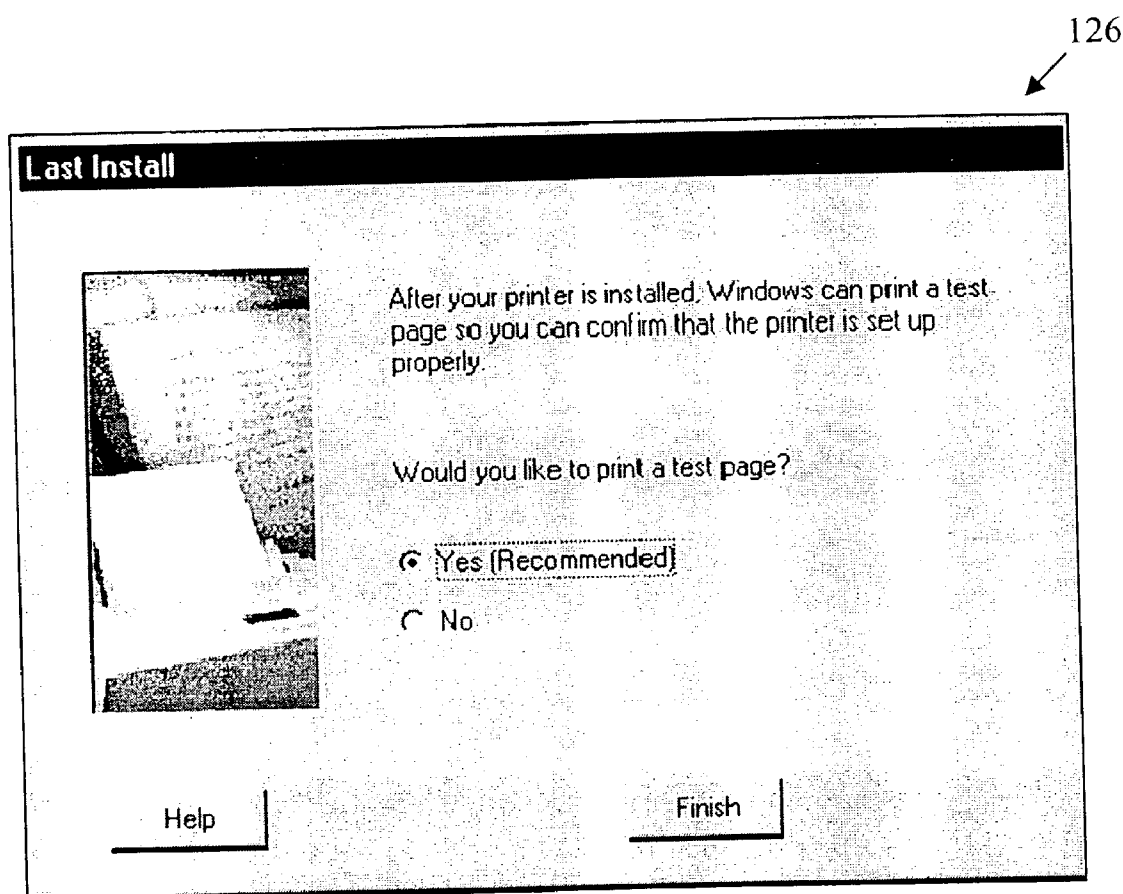 126
Last Install
After your printer is installed, Windows can print a test
page so you can confirm that the printer is set up
properly.
Would you like to print a test page?
Yes (Recommended)
No
Help
Finish